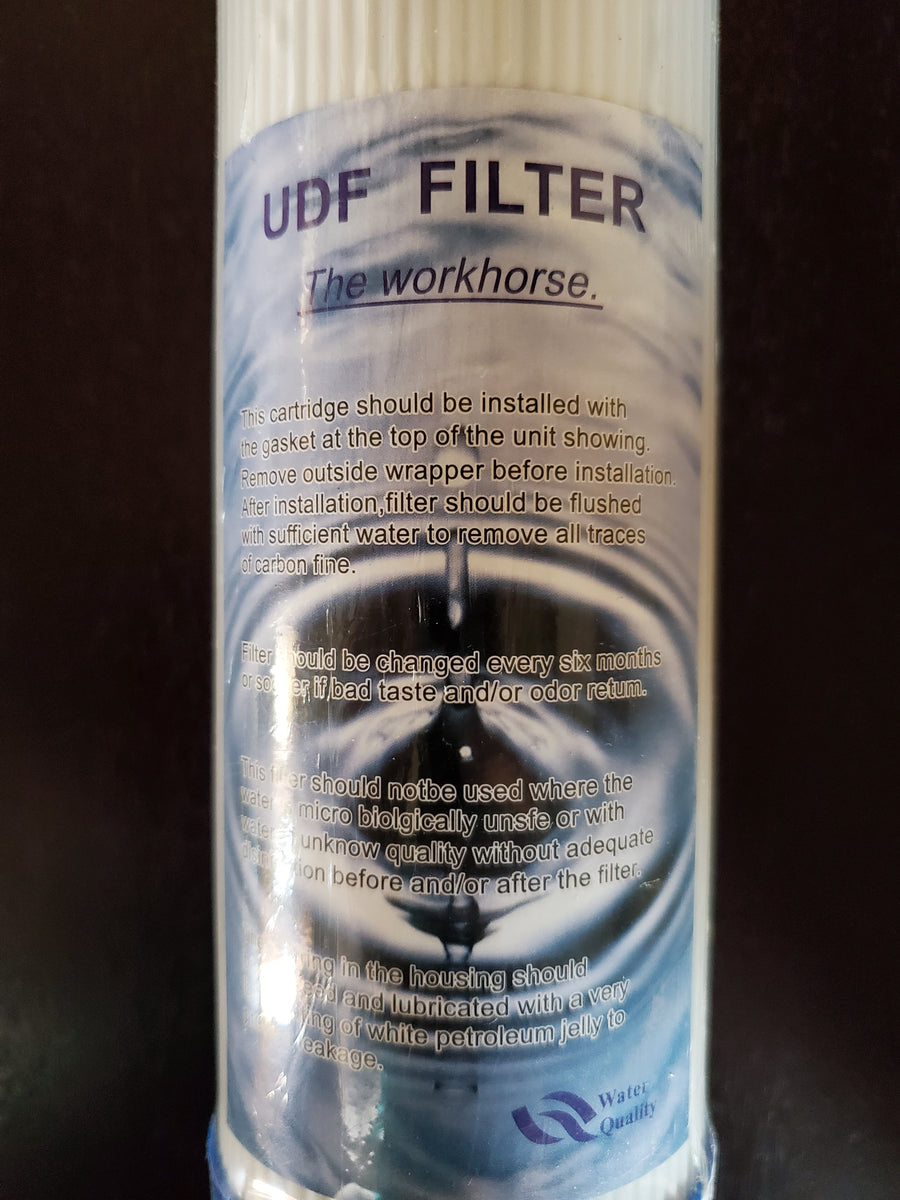 UDF FILTER
The workhorse.
This cartridge should be installed with
the gasket at the top of the unit showing.
Remove outside wrapper before installation.
After installation,filter should be flushed
with sufficient water to remove all traces
of carbon fine.
Filter should be changed every six months
or sooner if bad taste and/or odor return.
This filter should notbe used where the
water is micro biolgically unsfe or with
water unknow quality without adequate
before and/or after the filter.
in the housing should
and lubricated with a very
of white petroleum jelly to
Water
Quality